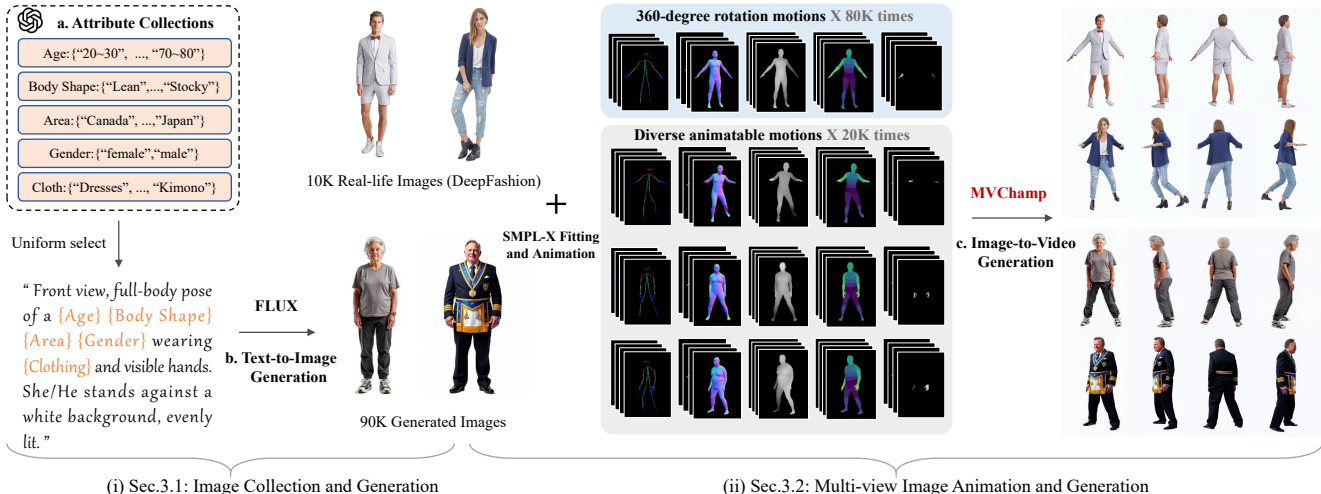 a. Attribute Collections
Age:{“20~30”, ..., “70~80”}
Body Shape:{“Lean”,...,“Stocky”}
Area:{“Canada”, ...,”Japan”}
Gender:{“female”,“male”}
Cloth:{“Dresses”, ..., “Kimono”}
Uniform select
“ Front view, full-body pose
of a {Age} {Body Shape}
{Area} {Gender} wearing
{Clothing} and visible hands.
She/He stands against a
white background, evenly
lit. ”
FLUX
b. Text-to-Image
Generation
10K Real-life Images (DeepFashion)
90K Generated Images
(i) Sec.3.1: Image Collection and Generation
+
SMPL-X Fitting
and Animation
360-degree rotation motions X 80K times
Diverse animatable motions X 20K times
MVChamp
c. Image-to-Video
Generation
(ii) Sec.3.2: Multi-view Image Animation and Generation